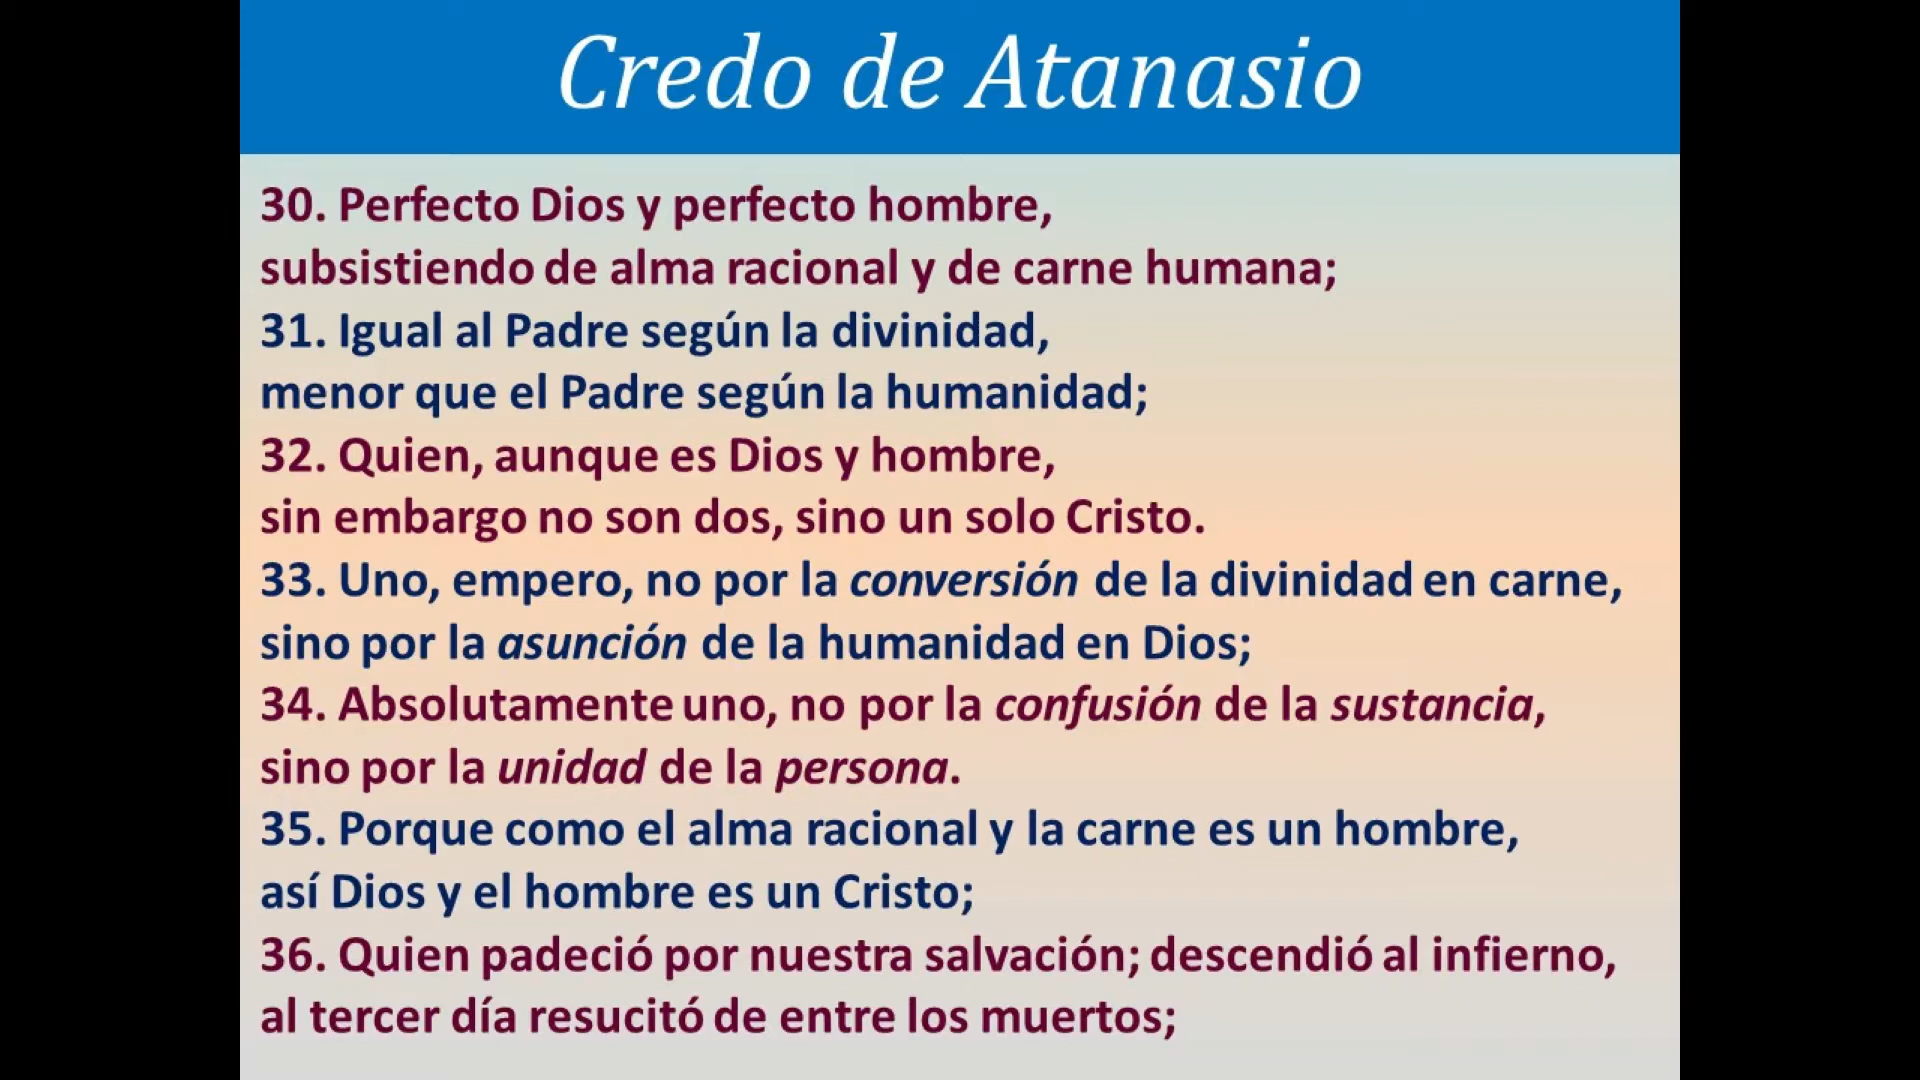 Credo de Atanasio
30. Perfecto Dios y perfecto hombre,
subsistiendo de alma racional y de carne humana;
31. Igual al Padre según la divinidad,
menor que el Padre según la humanidad;
32. Quien, aunque es Dios y hombre,
sin embargo no son dos, sino un solo Cristo.
33. Uno, empero, no por la conversión de la divinidad en carne,
sino por la asunción de la humanidad en Dios;
34. Absolutamente uno, no por la confusión de la sustancia,
sino por la unidad de la persona.
35. Porque como el alma racional y la carne es un hombre,
así Dios y el hombre es un Cristo;
36. Quien padeció por nuestra salvación; descendió al infierno,
al tercer día resucitó de entre los muertos;